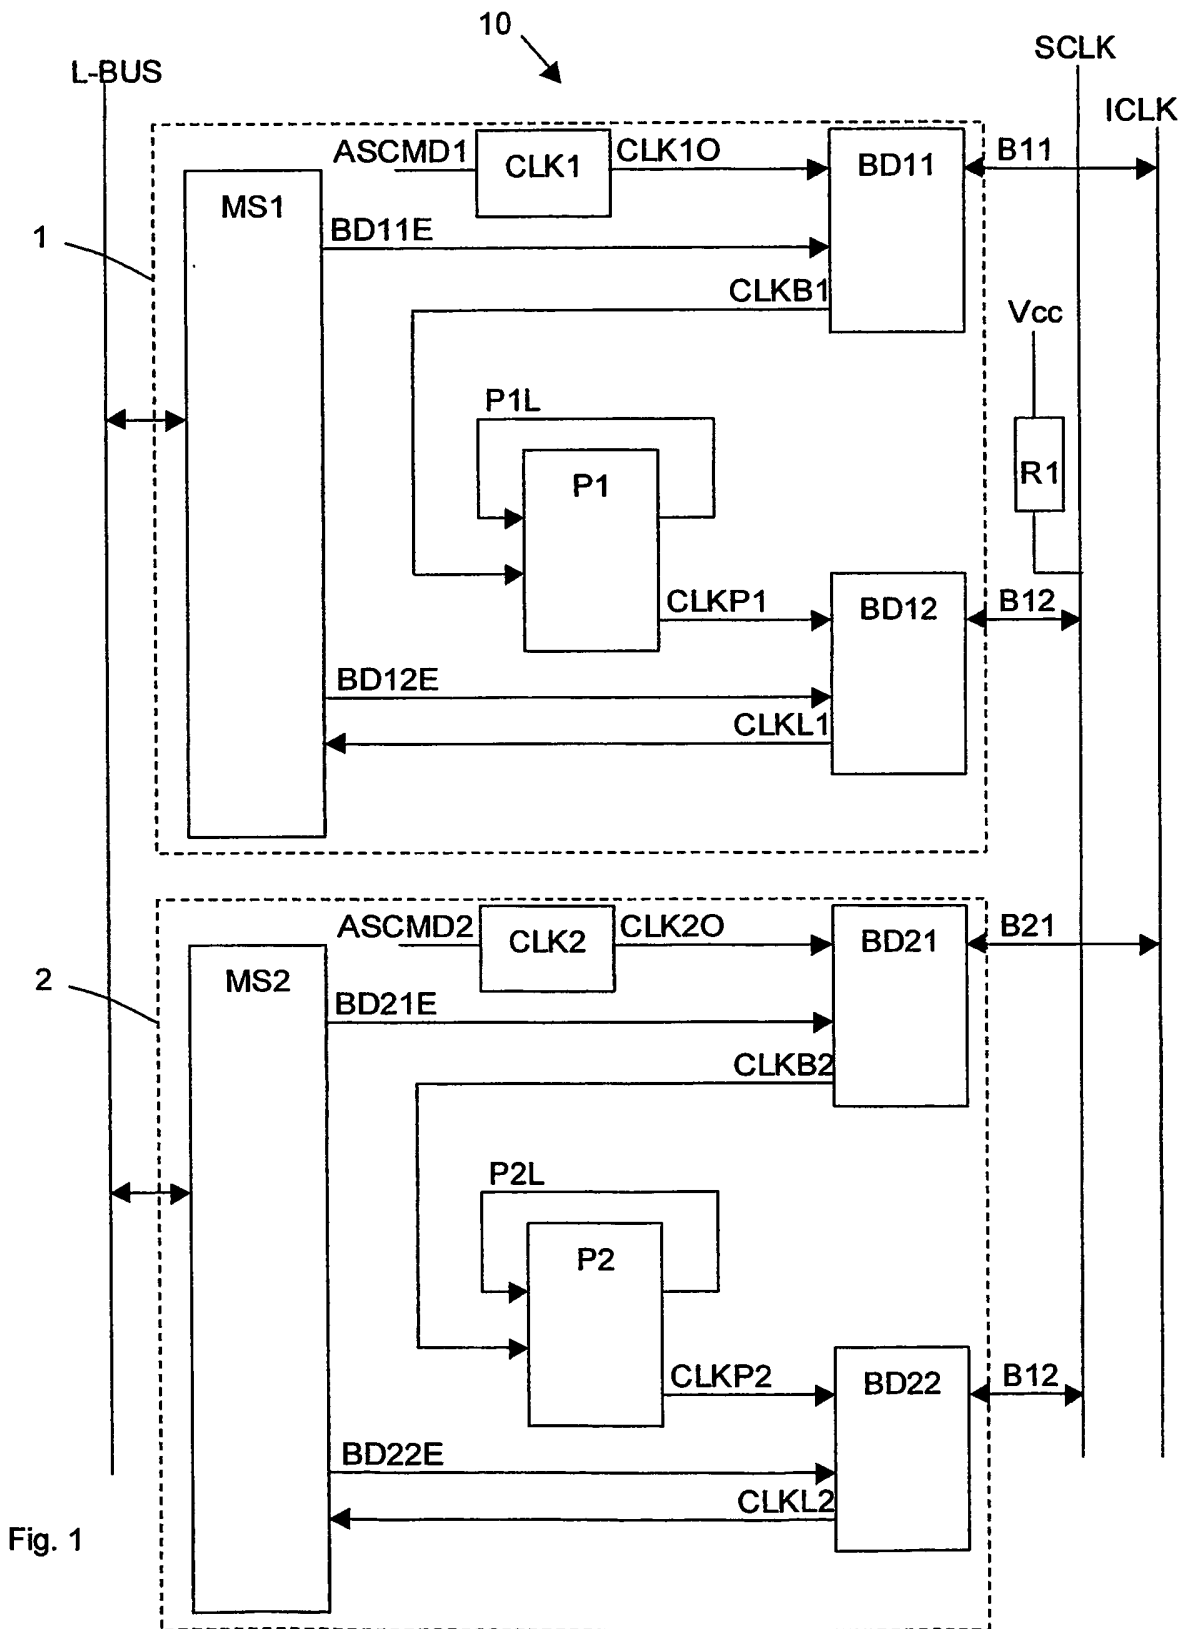 10
L-BUS
SCLK
ICLK
ASCMD1
CLK1
CLK1O
BD11
B11
MS1
1
BD11E
CLKB1
Vcc
P1L
R1
P1
CLKP1
BD12
B12
BD12E
CLKL1
ASCMD2
CLK2
CLK2O
BD21
B21
MS2
2
BD21E
CLKB2
P2L
P2
CLKP2
BD22
B12
BD22E
CLKL2
Fig. 1